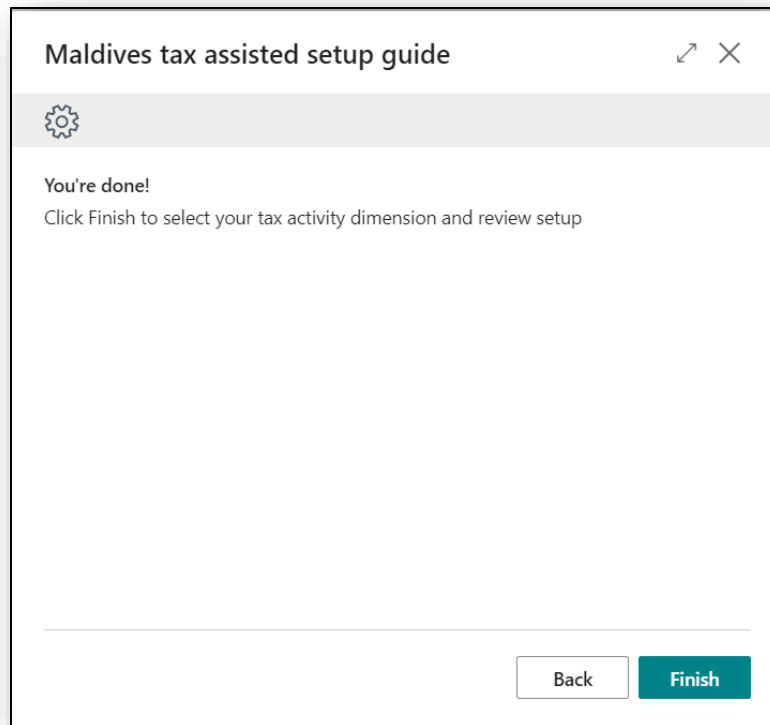 Maldives tax assisted setup guide
You're done!
Click Finish to select your tax activity dimension and review setup
Back
Finish